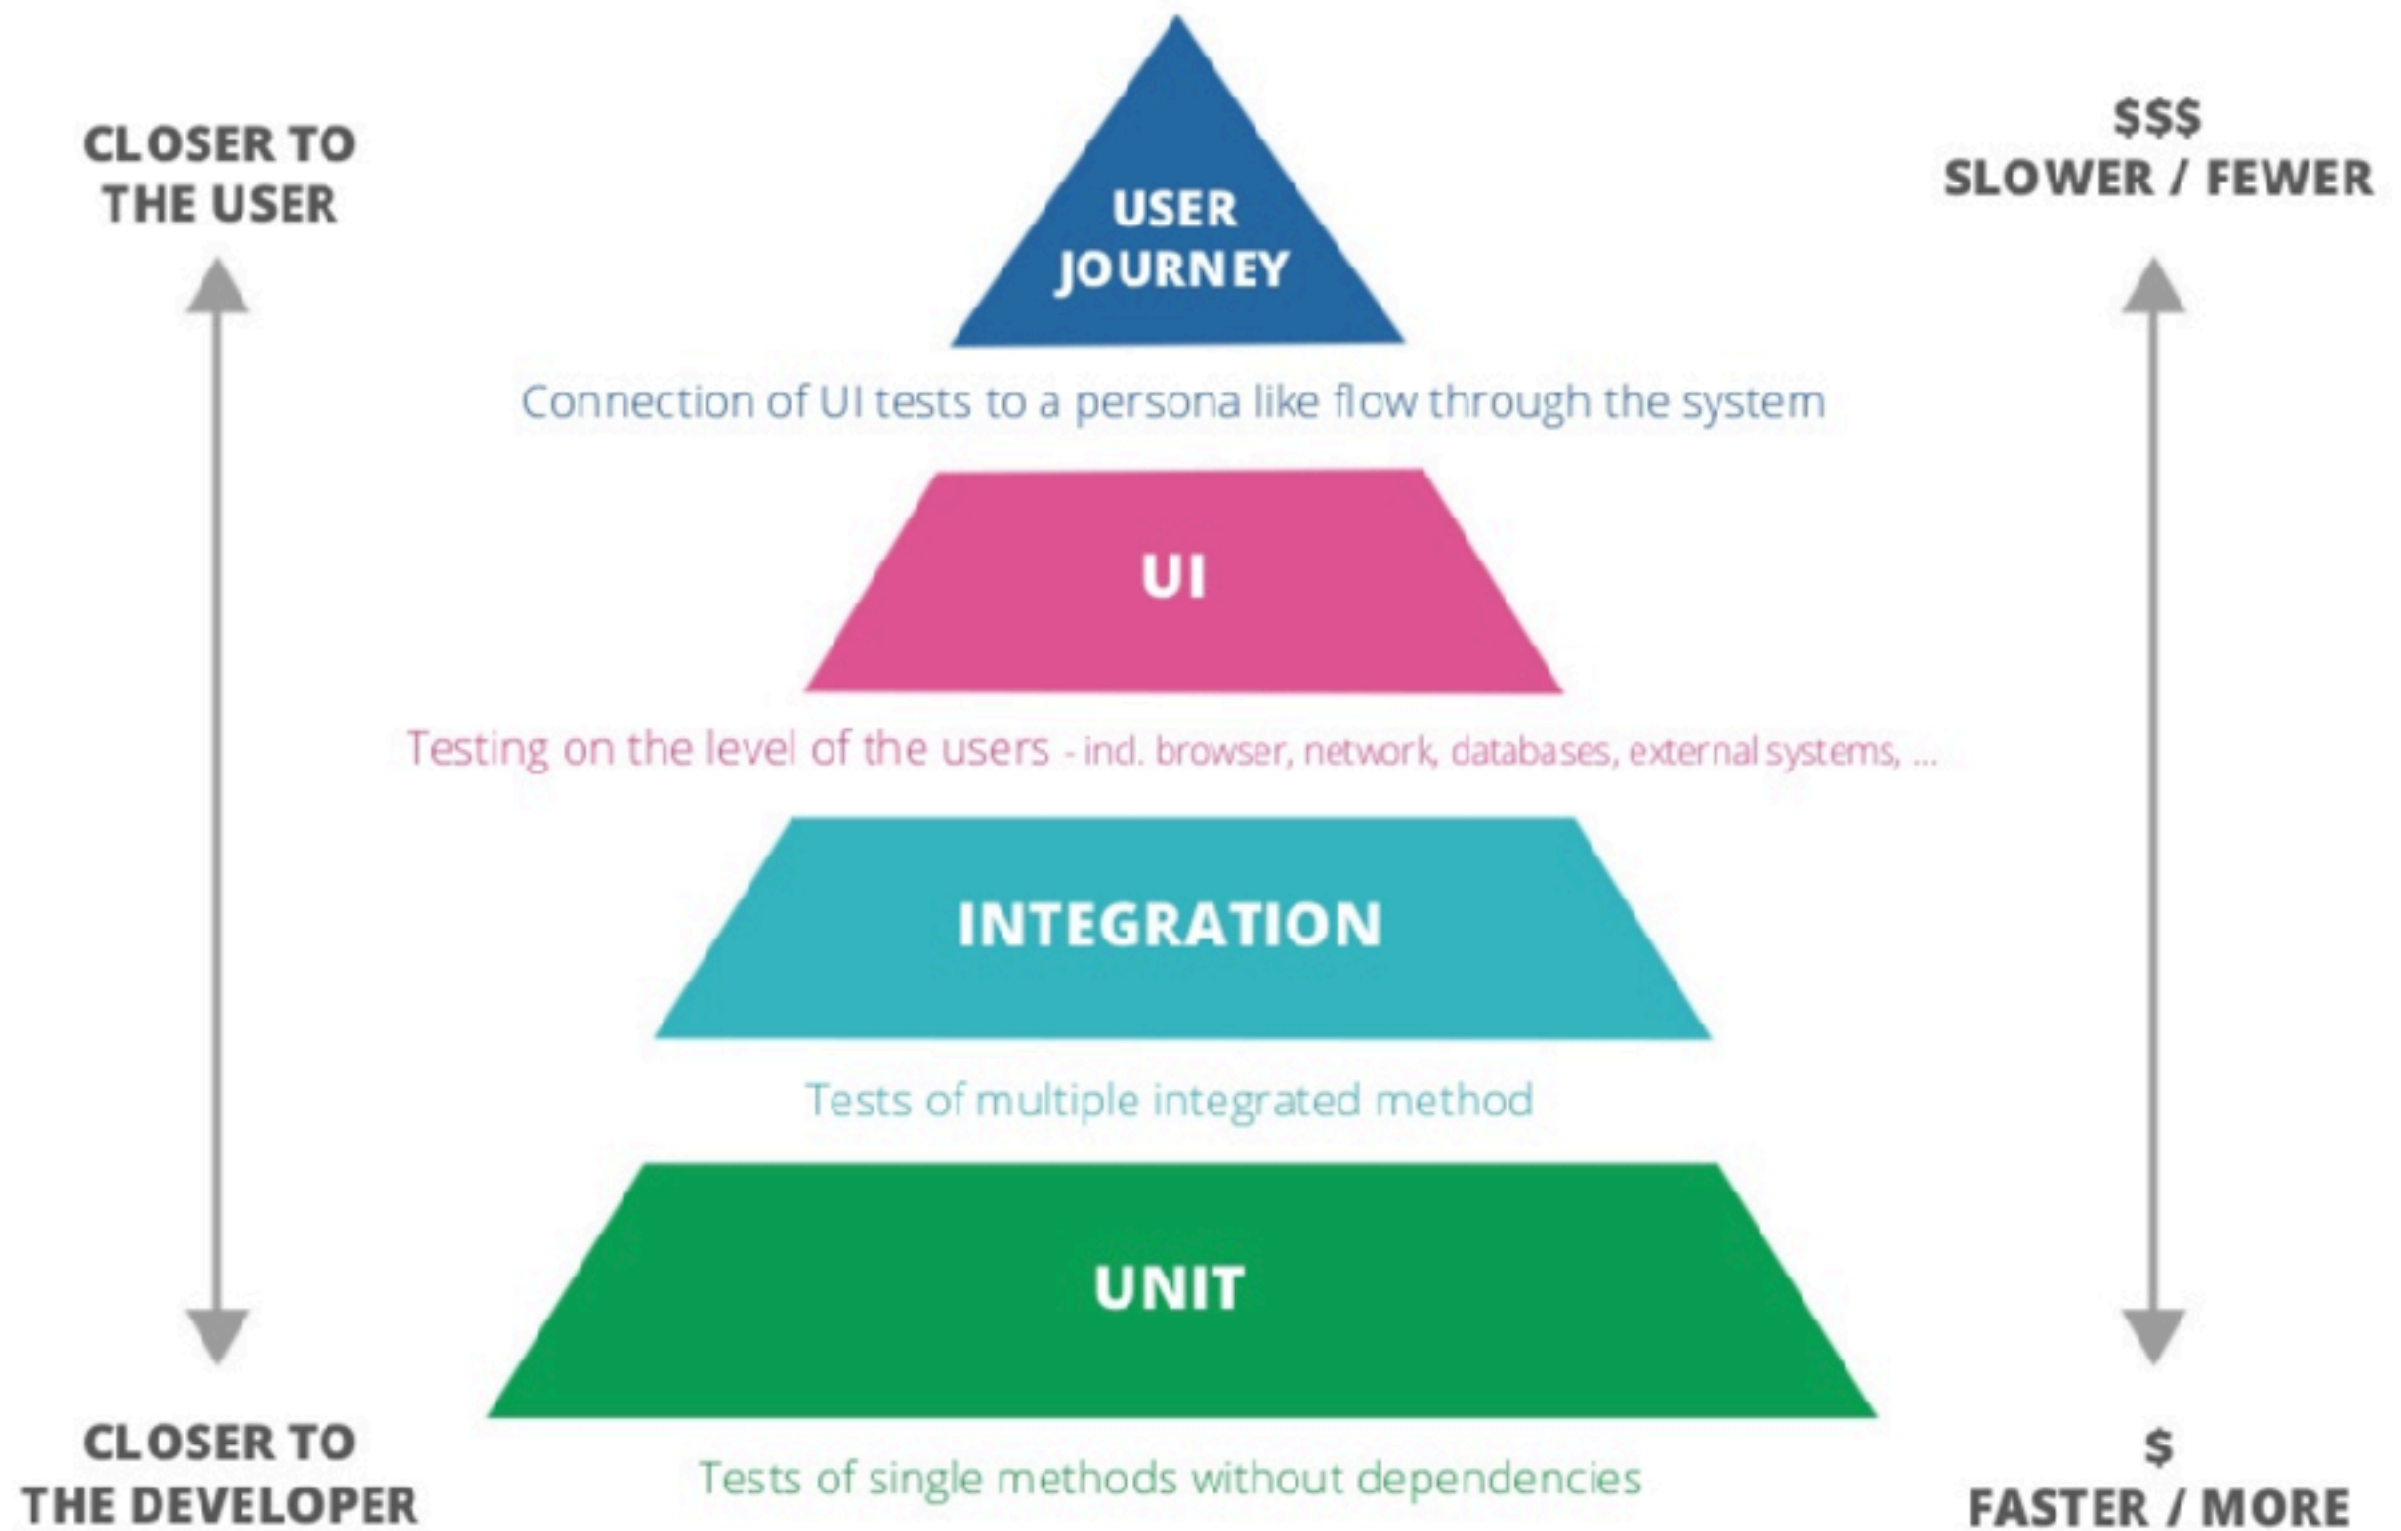 CLOSER TO
THE USER
$$$
SLOWER / FEWER
USER
JOURNEY
Connection of UI tests to a persona like flow through the system
UI
Testing on the level of the users - incl. browser, network, databases, external systems, ...
INTEGRATION
Tests of multiple integrated method
UNIT
Tests of single methods without dependencies
CLOSER TO
THE DEVELOPER
$
FASTER / MORE